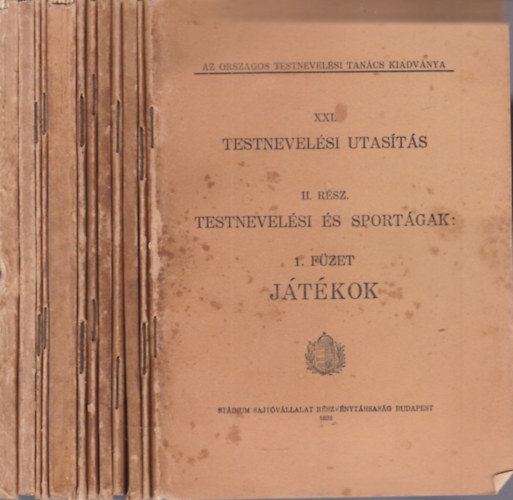 AZ ORSZAGOS TESTNEVELÉSI TANÁCS KIADVÁNYA
XXI.
TESTNEVELÉSI UTASÍTÁS
II. RÉSZ.
TESTNEVELÉSI ÉS SPORTÁGAK:
1. FÜZET
JÁTÉKOK
STÁDIUM SAJTÓVÁLLALAT RÉSZVÉNYTÁRSASÁG BUDAPEST